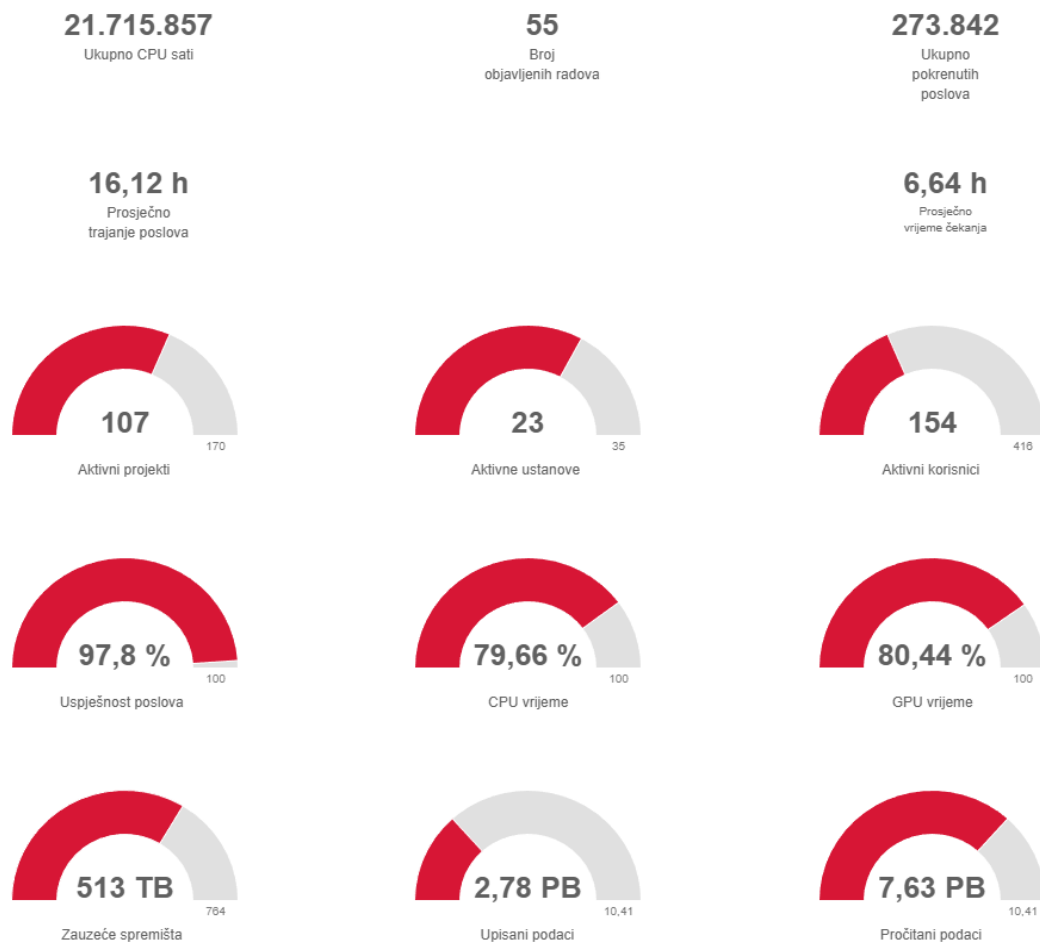 21.715.857
Ukupno CPU sati
55
Broj
objavljenih radova
273.842
Ukupno
pokrenutih
poslova
16,12 h
Prosječno
trajanje poslova
6,64 h
Prosječno
vrijeme čekanja
107
170
Aktivni projekti
23
35
Aktivne ustanove
154
416
Aktivni korisnici
97,8 %
100
Uspješnost poslova
79,66 %
100
CPU vrijeme
80,44 %
100
GPU vrijeme
513 TB
764
Zauzeće spremišta
2,78 PB
10,41
Upisani podaci
7,63 PB
10,41
Pročitani podaci